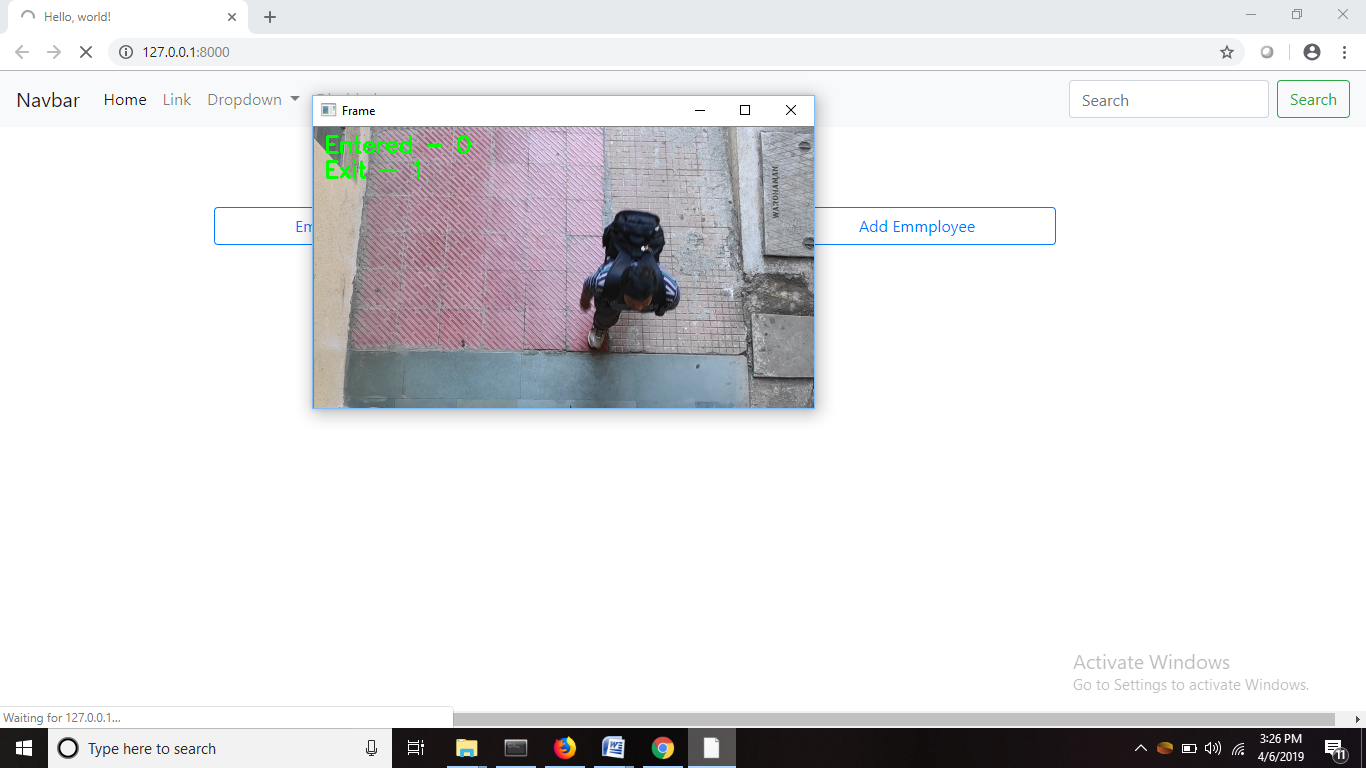 Hello, world!
127.0.0.1:8000
Navbar Home Link Dropdown
Search Search
Frame
Entered - 0
Exit - 1
WARDHAMAN
Em
Add Emmployee
Activate Windows
Go to Settings to activate Windows.
Waiting for 127.0.0.1...
Type here to search
3:26 PM
4/6/2019
11